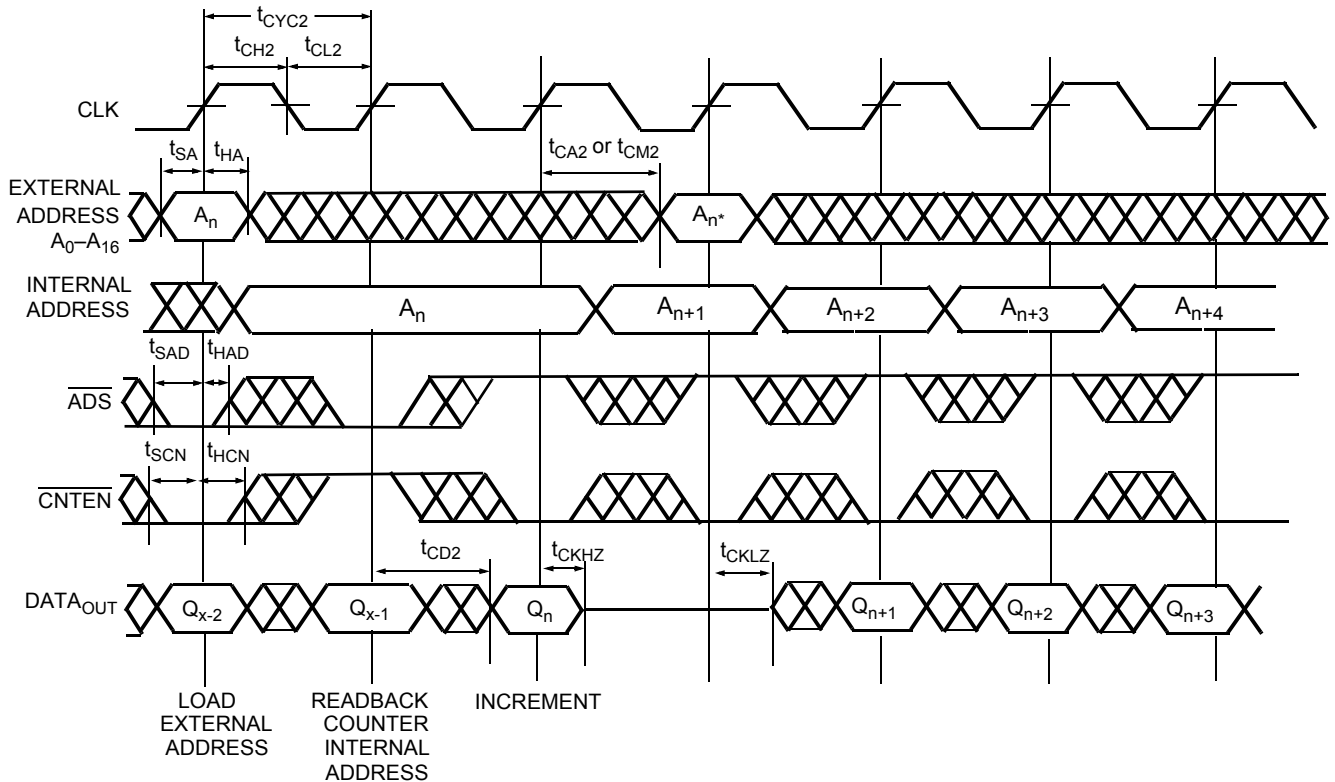 tCYC2
tCH2 tCL2
CLK
tSA tHA tCA2 or tCM2
EXTERNAL
ADDRESS
A0–A16
An An*
INTERNAL
ADDRESS
An An+1 An+2 An+3 An+4
tSAD tHAD
ADS
tSCN tHCN
CNTEN
tCD2 tCKHZ tCKLZ
DATAOUT
Qx-2 Qx-1 Qn Qn+1 Qn+2 Qn+3
LOAD
EXTERNAL
ADDRESS
READBACK
COUNTER
INTERNAL
ADDRESS
INCREMENT